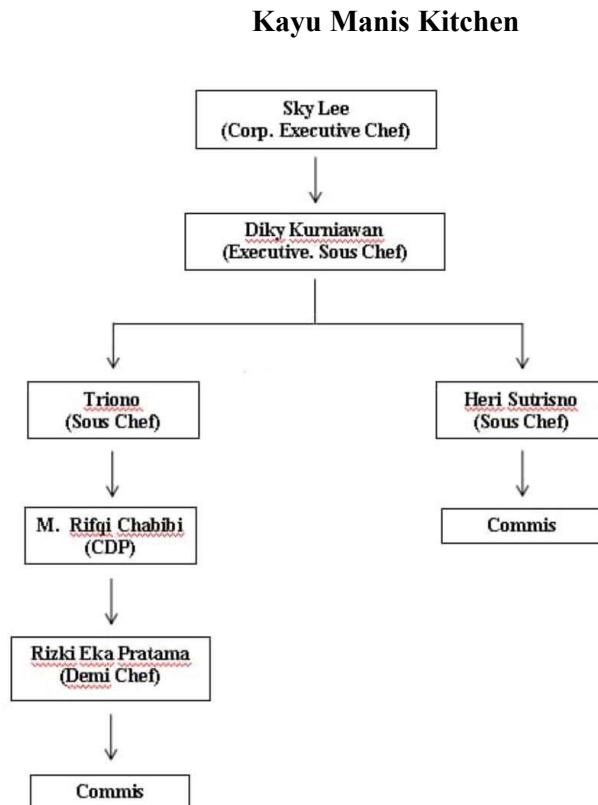 Kayu Manis Kitchen
Sky Lee
(Corp. Executive Chef)
Diky Kurniawan
(Executive. Sous Chef)
Triono
(Sous Chef)
Heri Sutrisno
(Sous Chef)
M. Rifqi Chabibi
(CDP)
Commis
Rizki Eka Pratama
(Demi Chef)
Commis